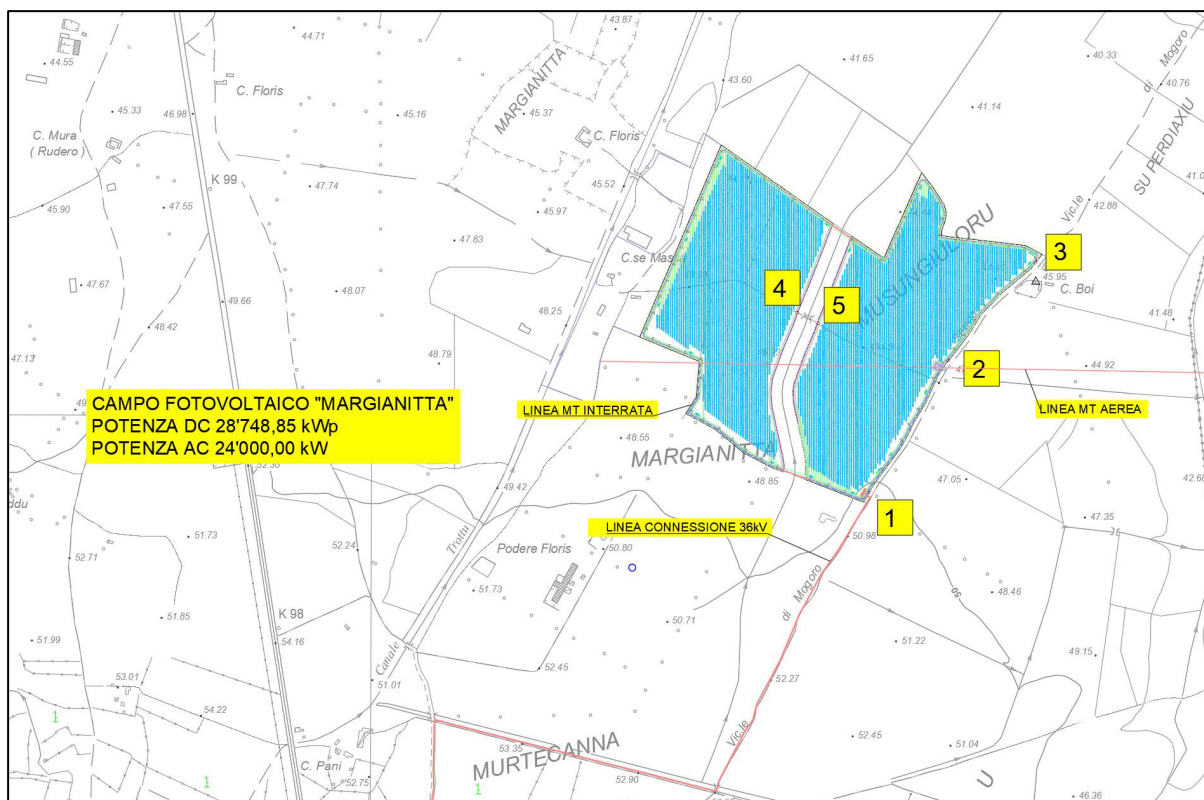 43.87
44.71
44.55
C. Floris
45.33
46.98
45.16
C. Mura
( Rudero )
K 99
45.90
47.55
47.74
MARGIANITTA
45.37
C. Floris
45.52
45.97
47.83
43.60
41.65
41.14
40.33
di Mogoro
40.76
SU PERDIAXIU
42.88
Vic.le
C.se Massa
MUSUNGIULORU
3
45.95
C. Boi
4
5
47.67
49.66
48.07
48.42
47.13
48.25
48.79
41.48
2
44.92
CAMPO FOTOVOLTAICO "MARGIANITTA"
POTENZA DC 28'748,85 kWp
POTENZA AC 24'000,00 kW
LINEA MT INTERRATA
LINEA MT AEREA
48.55
MARGIANITTA
48.85
49.42
47.05
1
47.35
LINEA CONNESSIONE 36kV
50.98
51.73
52.24
52.71
Trottu
Podere Floris
50.80
51.73
di Mogoro
50
48.46
51.85
K 98
50.71
51.22
51.99
54.16
Canale
52.45
49.15
53.01
51.01
52.27
54.22
1
Vic.le
53.35
52.45
51.04
MURTECANNA
C. Pani
52.75
52.90
U
1
1
46.36